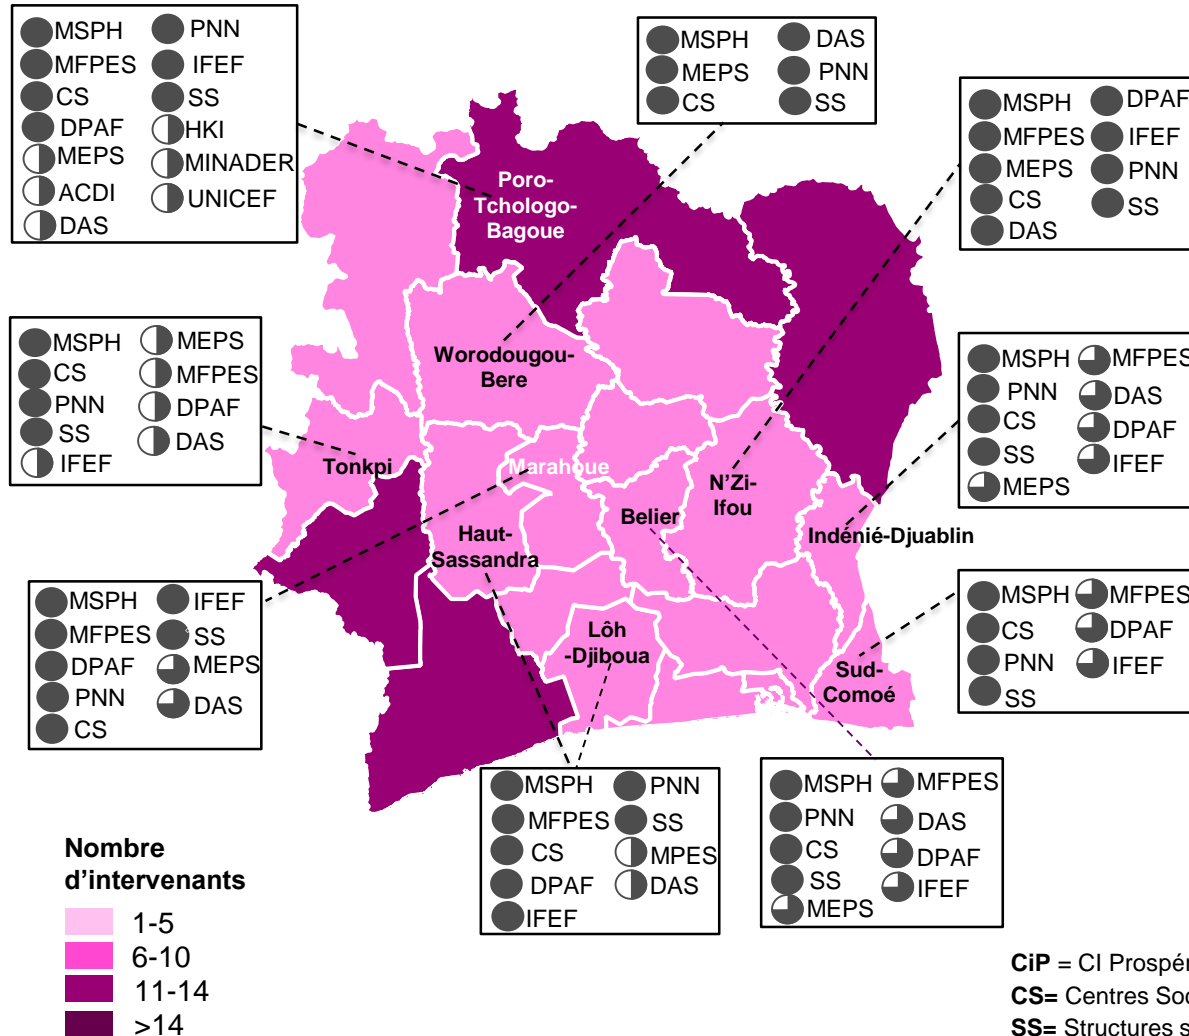 MSPH
MFPES
CS
DPAF
MEPS
ACDI
DAS
PNN
IFEF
SS
HKI
MINADER
UNICEF
MSPH
MEPS
CS
DAS
PNN
SS
MSPH
MFPES
MEPS
CS
DAS
DPAF
IFEF
PNN
SS
Poro-
Tchologo-
Bagoue
MSPH
CS
PNN
SS
IFEF
MEPS
MFPES
DPAF
DAS
Worodougou-
Bere
MSPH
PNN
CS
SS
MEPS
MFPES
DAS
DPAF
IFEF
Tonkpi
Marahoue
N'Zi-
Ifou
Belier
Haut-
Sassandra
Indénié-Djuablin
MSPH
MFPES
DPAF
PNN
CS
IFEF
SS
MEPS
DAS
Lôh
-Djiboua
Sud-
Comoé
MSPH
CS
PNN
SS
MFPES
DPAF
IFEF
MSPH
MFPES
CS
DPAF
IFEF
PNN
SS
MPES
DAS
MSPH
PNN
CS
SS
MEPS
MFPES
DAS
DPAF
IFEF
Nombre
d'intervenants
1-5
6-10
11-14
>14
CiP = CI Prospér
CS= Centres Soc
SS= Structures s